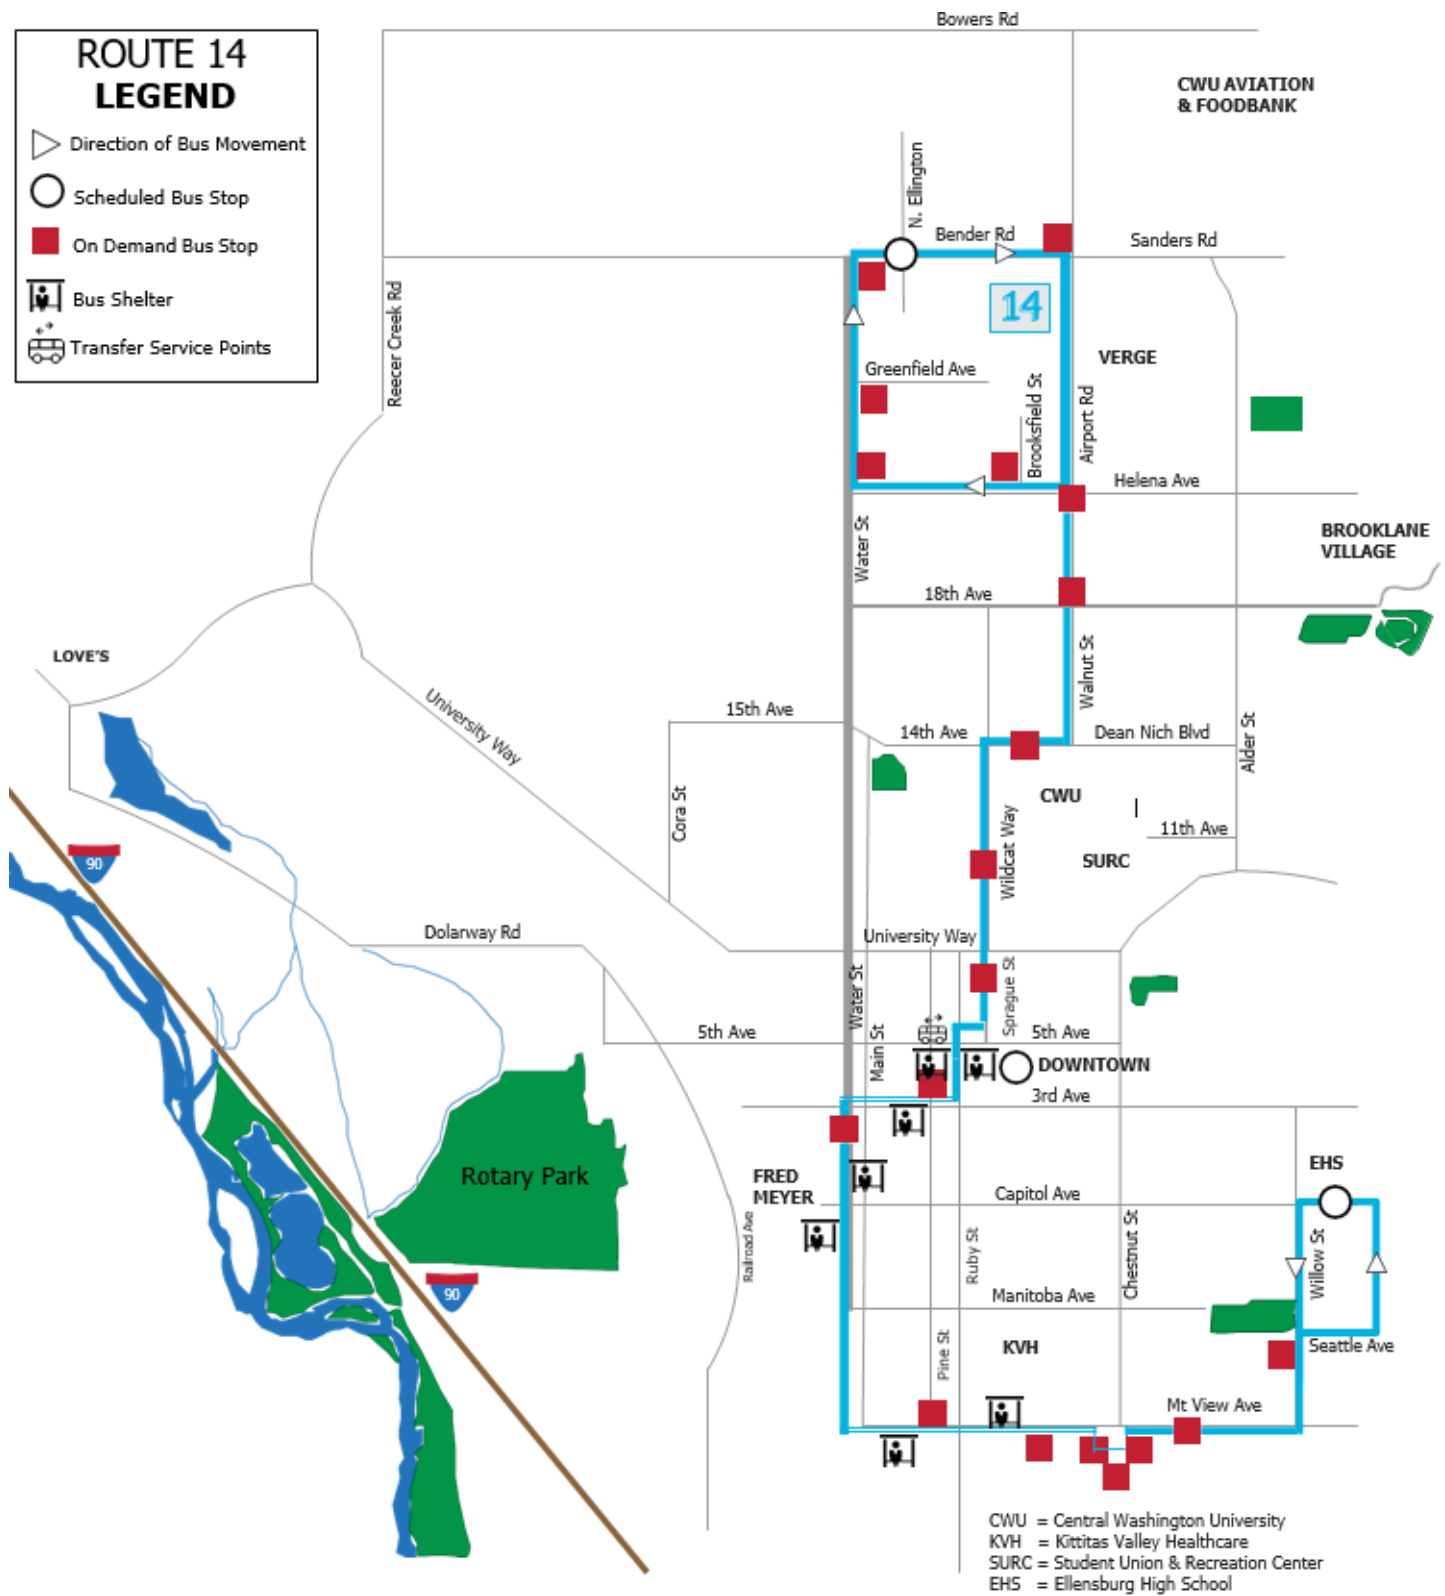 Bowers Rd
ROUTE 14
LEGEND
Direction of Bus Movement
Scheduled Bus Stop
On Demand Bus Stop
Bus Shelter
Transfer Service Points
CWU AVIATION
& FOODBANK
N. Ellington
Bender Rd
Sanders Rd
Reecer Creek Rd
14
VERGE
Greenfield Ave
Brooksfield St
Airport Rd
Helena Ave
BROOKLANE
VILLAGE
Water St
18th Ave
LOVE'S
University Way
Walnut St
15th Ave
14th Ave
Dean Nich Blvd
Alder St
Cora St
CWU
Wildcat Way
11th Ave
SURC
90
Dolarway Rd
University Way
Sprague St
Water St
5th Ave
Main St
5th Ave
DOWNTOWN
3rd Ave
Rotary Park
FRED
MEYER
EHS
Capitol Ave
Railroad Ave
Ruby St
Chestnut St
Willow St
90
Manitoba Ave
Pine St
KVH
Seattle Ave
Mt View Ave
CWU = Central Washington University
KVH = Kittitas Valley Healthcare
SURC = Student Union & Recreation Center
EHS = Ellensburg High School